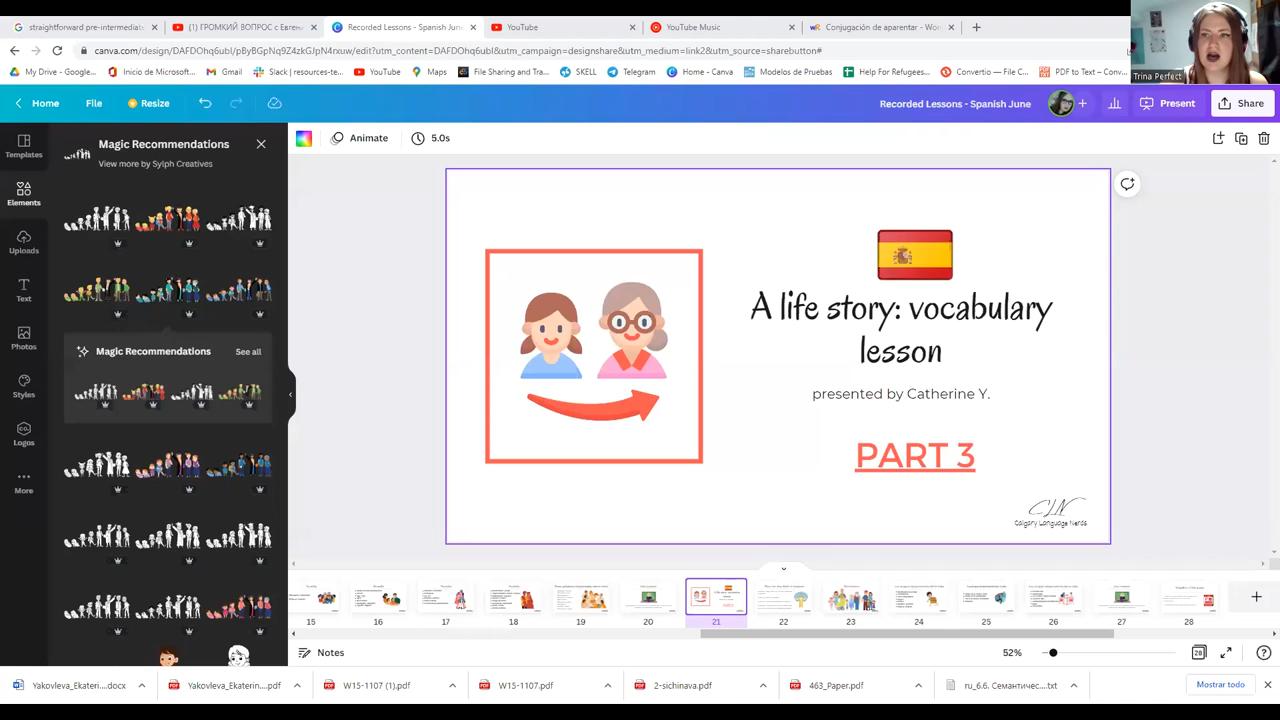 straightforward pre-intermediat
(1) ГРОМКИЙ ВОПРОС с Евген
Recorded Lessons - Spanish June
YouTube
YouTube Music
Conjugación de aparentar - Wor
canva.com/design/DAFDOhq6ubI/pByBGpNq9Z4zkGJpN4rxuw/edit?utm_content=DAFDOhq6ubI&utm_campaign=designshare&utm_medium=link2&utm_source=sharebutton#
My Drive - Google...
Inicio de Microsoft...
Gmail
Slack | resources-te...
YouTube
Maps
File Sharing and Tra...
SKELL
Telegram
Home - Canva
Modelos de Pruebas
Help For Refugees...
Convertio — File C...
PDF to Text – Conv...
Trina Perfect
Home
File
Resize
Recorded Lessons - Spanish June
Present
Share
Templates
Elements
Uploads
Text
Photos
Styles
Logos
More
Magic Recommendations
View more by Sylph Creatives
Magic Recommendations
See all
Animate
5.0s
A life story: vocabulary
lesson
presented by Catherine Y.
PART 3
CLN
Calgary Language Nerds
15
16
17
18
19
20
21
22
23
24
25
26
27
28
Notes
52%
28
Yakovleva_Ekateri....docx
Yakovleva_Ekaterin....pdf
W15-1107 (1).pdf
W15-1107.pdf
2-sichinava.pdf
463_Paper.pdf
ru_6.6. Семантичес....txt
Mostrar todo